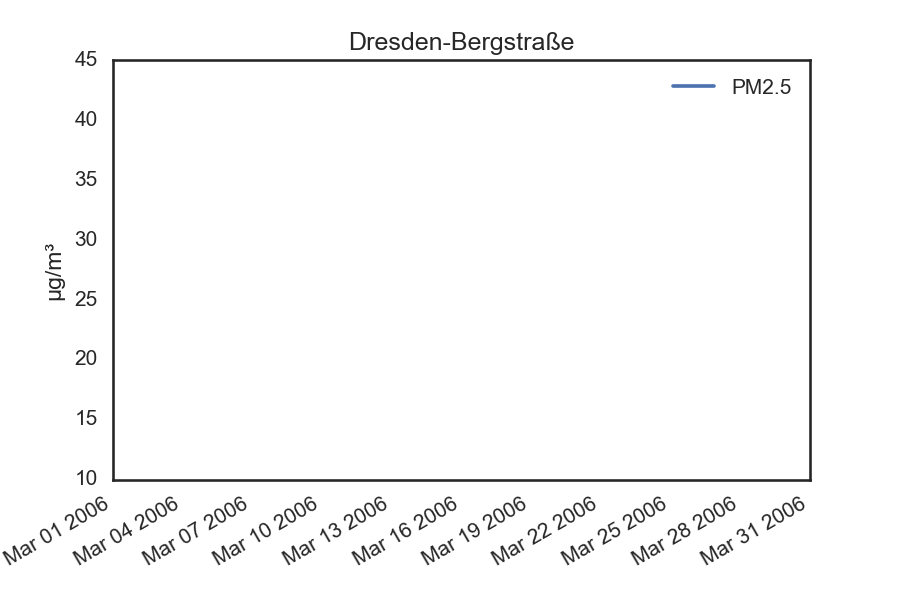 Dresden-Bergstraße
PM2.5
µg/m³
45
40
35
30
25
20
15
10
Mar 01 2006
Mar 04 2006
Mar 07 2006
Mar 10 2006
Mar 13 2006
Mar 16 2006
Mar 19 2006
Mar 22 2006
Mar 25 2006
Mar 28 2006
Mar 31 2006